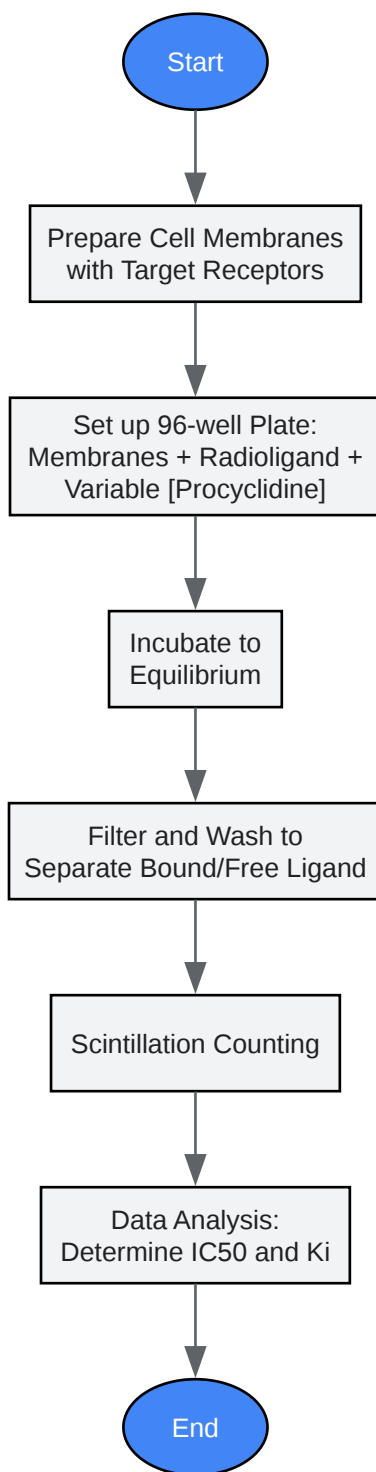 Start
Prepare Cell Membranes
with Target Receptors
Set up 96-well Plate:
Membranes + Radioligand +
Variable [Procyclidine]
Incubate to
Equilibrium
Filter and Wash to
Separate Bound/Free Ligand
Scintillation Counting
Data Analysis:
Determine IC50 and Ki
End